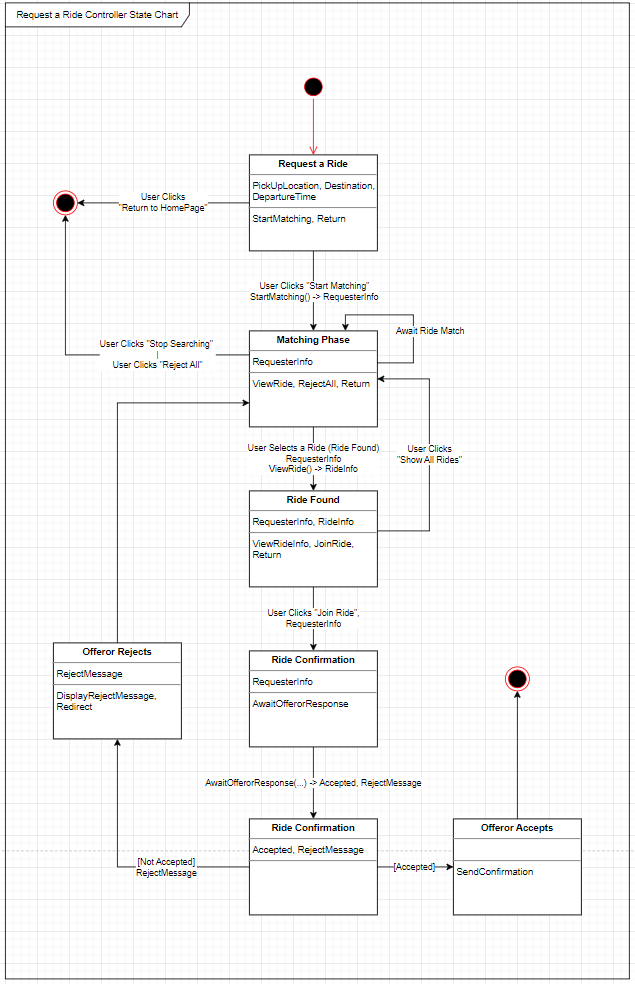 Request a Ride Controller State Chart
Request a Ride
PickUpLocation, Destination,
DepartureTime
StartMatching, Return
User Clicks
"Return to HomePage"
User Clicks "Start Matching"
StartMatching() -> RequesterInfo
Await Ride Match
Matching Phase
RequesterInfo
ViewRide, RejectAll, Return
User Clicks "Stop Searching"
|
User Clicks "Reject All"
User Selects a Ride (Ride Found)
RequesterInfo
ViewRide() -> RideInfo
User Clicks
"Show All Rides"
Ride Found
RequesterInfo, RideInfo
ViewRideInfo, JoinRide,
Return
User Clicks "Join Ride",
RequesterInfo
Offeror Rejects
RejectMessage
DisplayRejectMessage,
Redirect
Ride Confirmation
RequesterInfo
AwaitOfferorResponse
AwaitOfferorResponse(...) -> Accepted, RejectMessage
Ride Confirmation
Accepted, RejectMessage
[Not Accepted]
RejectMessage
[Accepted]
Offeror Accepts
SendConfirmation